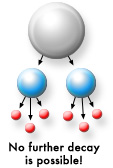 No further decay
is possible!